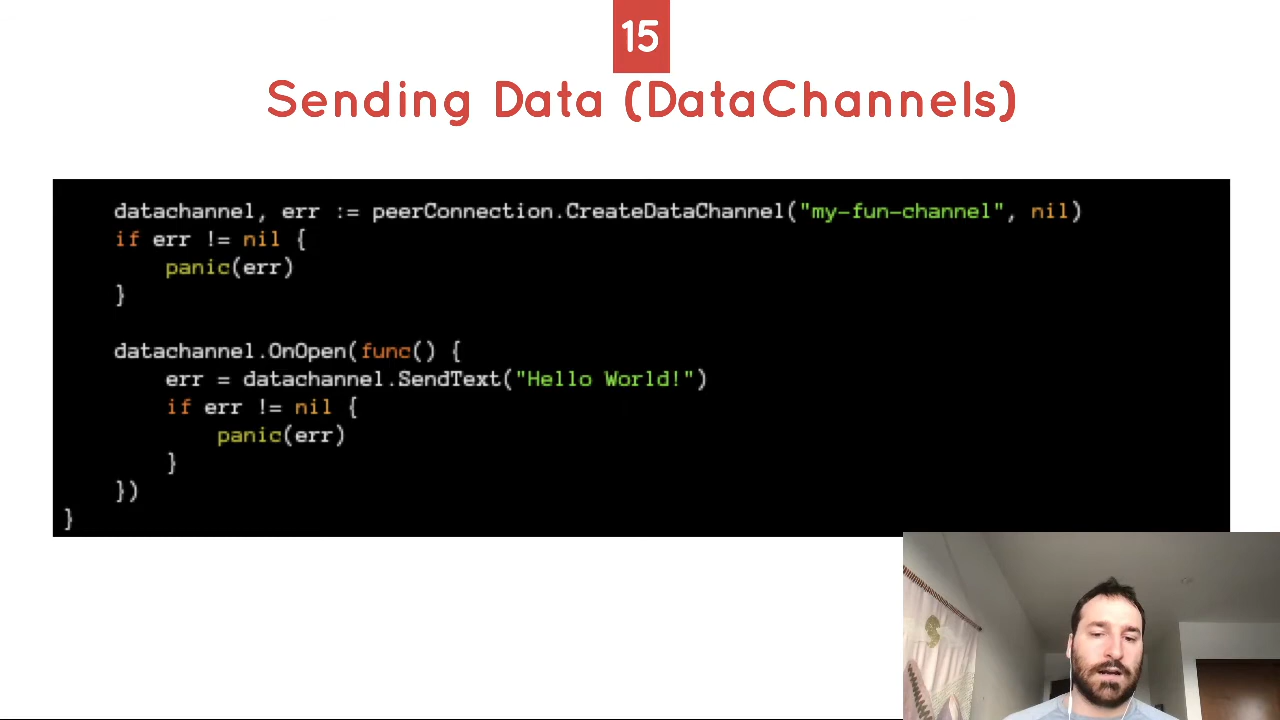 15
Sending Data (DataChannels)
datachannel, err := peerConnection.CreateDataChannel("my-fun-channel", nil)
if err != nil {
panic(err)
}
datachannel.OnOpen(func() {
err = datachannel.SendText("Hello World!")
if err != nil {
panic(err)
}
})
}